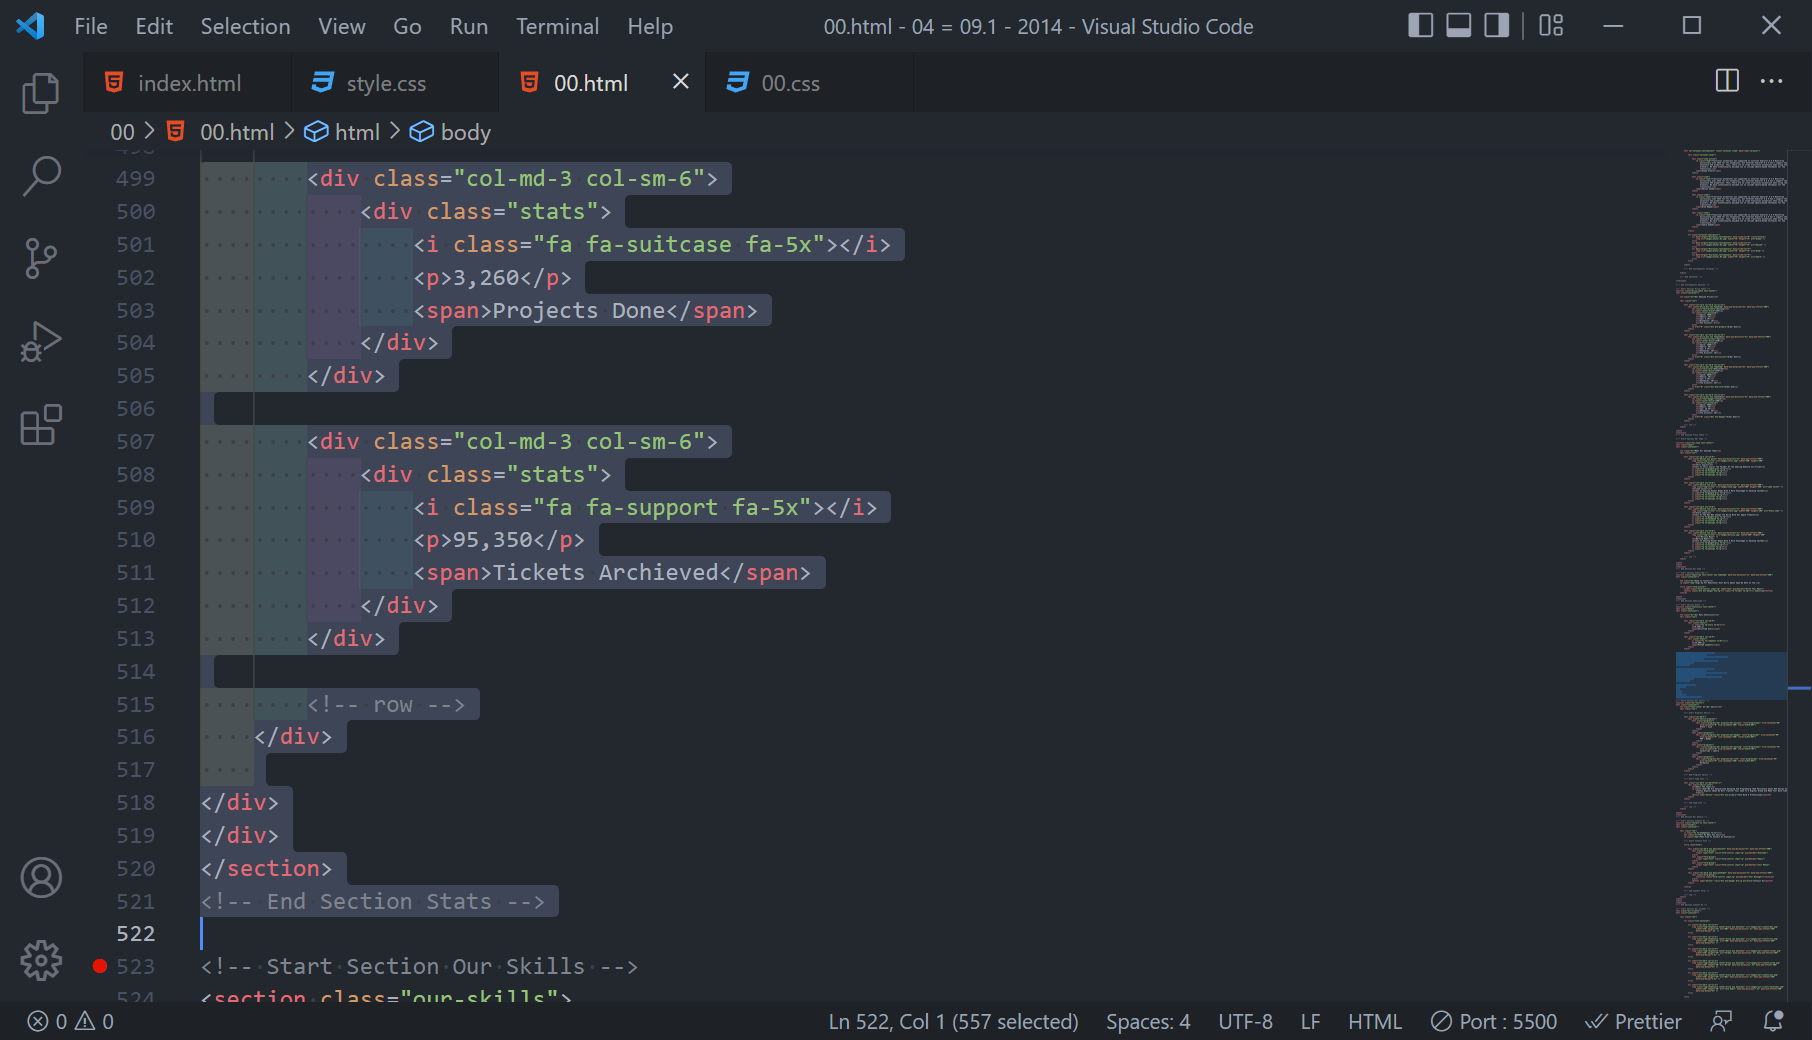 File Edit Selection View Go Run Terminal Help 00.html - 04 = 09.1 - 2014 - Visual Studio Code
index.html style.css 00.html 00.css
00 > 00.html > html > body
498
499 <div class="col-md-3 col-sm-6">
500 <div class="stats">
501 <i class="fa fa-suitcase fa-5x"></i>
502 <p>3,260</p>
503 <span>Projects Done</span>
504 </div>
505 </div>
506
507 <div class="col-md-3 col-sm-6">
508 <div class="stats">
509 <i class="fa fa-support fa-5x"></i>
510 <p>95,350</p>
511 <span>Tickets Archieved</span>
512 </div>
513 </div>
514
515 <!-- row -->
516 </div>
517
518 </div>
519 </div>
520 </section>
521 <!-- End Section Stats -->
522
523 <!-- Start Section Our Skills -->
524 <section class="our-skills">
0 0 Ln 522, Col 1 (557 selected) Spaces: 4 UTF-8 LF HTML Port : 5500 Prettier